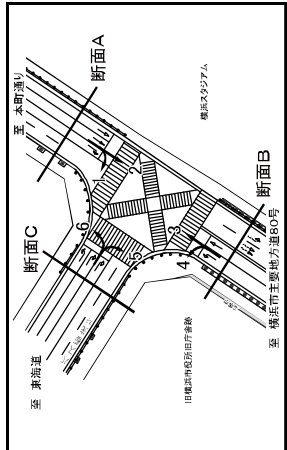 断面A
至 本町通り
横浜スタジアム
1
2
6
断面C
5
3
4
断面B
至 東海道
旧横浜市役所旧庁舎跡
至 横浜市主要地方道80号